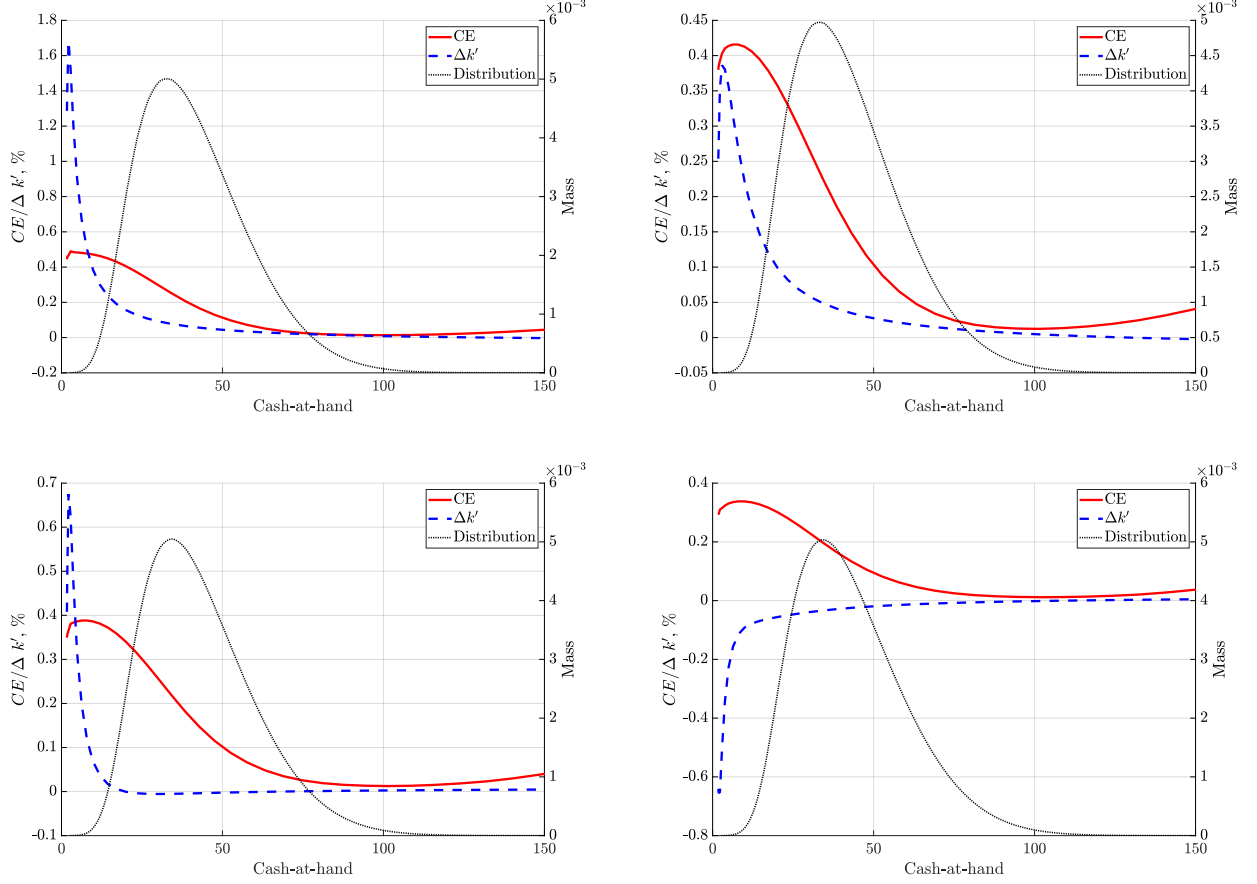 ×10⁻³
1.8
1.6
1.4
1.2
1
0.8
0.6
0.4
0.2
0
-0.2
CE/Δ k′, %
CE
Δk′
Distribution
6
5
4
3
2
1
0
Mass
0 50 100 150
Cash-at-hand
×10⁻³
0.45
0.4
0.35
0.3
0.25
0.2
0.15
0.1
0.05
0
-0.05
CE/Δ k′, %
CE
Δk′
Distribution
5
4.5
4
3.5
3
2.5
2
1.5
1
0.5
0
Mass
0 50 100 150
Cash-at-hand
×10⁻³
0.7
0.6
0.5
0.4
0.3
0.2
0.1
0
-0.1
CE/Δ k′, %
CE
Δk′
Distribution
6
5
4
3
2
1
0
Mass
0 50 100 150
Cash-at-hand
×10⁻³
0.4
0.2
0
-0.2
-0.4
-0.6
-0.8
CE/Δ k′, %
CE
Δk′
Distribution
6
5
4
3
2
1
0
Mass
0 50 100 150
Cash-at-hand